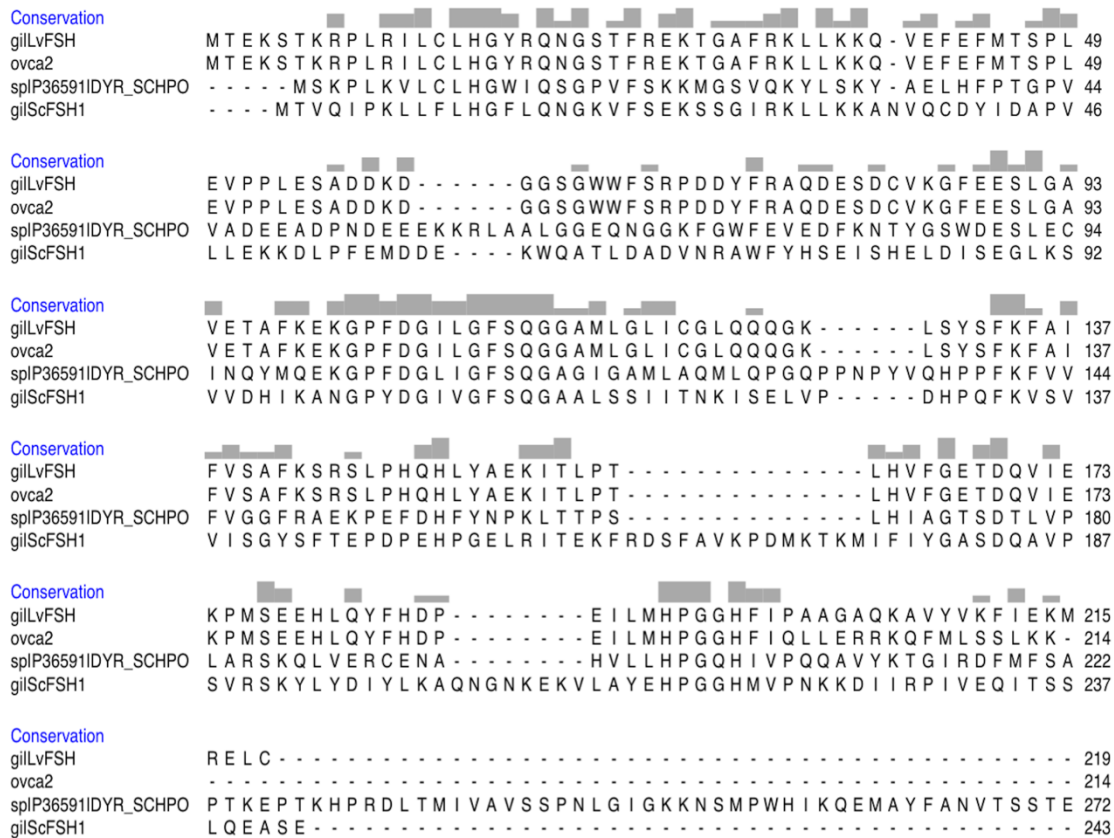 Conservation
gi|LvFSH M T E K S T K R P L R I L C L H G Y R Q N G S T F R E K T G A F R K L L K K Q - V E F E F M T S P L 49
ovca2 M T E K S T K R P L R I L C L H G Y R Q N G S T F R E K T G A F R K L L K K Q - V E F E F M T S P L 49
sp|P36591|DYR_SCHPO - - - - - M S K P L K V L C L H G W I Q S G P V F S K K M G S V Q K Y L S K Y - A E L H F P T G P V 44
gi|ScFSH1 - - - - M T V Q I P K L L F L H G F L Q N G K V F S E K S S G I R K L L K K A N V Q C D Y I D A P V 46
Conservation
gi|LvFSH E V P P L E S A D D K D - - - - - - G G S G W W F S R P D D Y F R A Q D E S D C V K G F E E S L G A 93
ovca2 E V P P L E S A D D K D - - - - - - G G S G W W F S R P D D Y F R A Q D E S D C V K G F E E S L G A 93
sp|P36591|DYR_SCHPO V A D E E A D P N D E E E K K R L A A L G G E Q N G G K F G W F E V E D F K N T Y G S W D E S L E C 94
gi|ScFSH1 L L E K K D L P F E M D D E - - - - K W Q A T L D A D V N R A W F Y H S E I S H E L D I S E G L K S 92
Conservation
gi|LvFSH V E T A F K E K G P F D G I L G F S Q G G A M L G L I C G L Q Q Q G K - - - - - - L S Y S F K F A I 137
ovca2 V E T A F K E K G P F D G I L G F S Q G G A M L G L I C G L Q Q Q G K - - - - - - L S Y S F K F A I 137
sp|P36591|DYR_SCHPO I N Q Y M Q E K G P F D G L I G F S Q G A G I G A M L A Q M L Q P G Q P P N P Y V Q H P P F K F V V 144
gi|ScFSH1 V V D H I K A N G P Y D G I V G F S Q G A A L S S I I T N K I S E L V P - - - - - D H P Q F K V S V 137
Conservation
gi|LvFSH F V S A F K S R S L P H Q H L Y A E K I T L P T - - - - - - - - - - - - - - L H V F G E T D Q V I E 173
ovca2 F V S A F K S R S L P H Q H L Y A E K I T L P T - - - - - - - - - - - - - - L H V F G E T D Q V I E 173
sp|P36591|DYR_SCHPO F V G G F R A E K P E F D H F Y N P K L T T P S - - - - - - - - - - - - - - L H I A G T S D T L V P 180
gi|ScFSH1 V I S G Y S F T E P D P E H P G E L R I T E K F R D S F A V K P D M K T K M I F I Y G A S D Q A V P 187
Conservation
gi|LvFSH K P M S E E H L Q Y F H D P - - - - - - - - E I L M H P G G H F I P A A G A Q K A V Y V K F I E K M 215
ovca2 K P M S E E H L Q Y F H D P - - - - - - - - E I L M H P G G H F I Q L L E R R K Q F M L S S L K K - 214
sp|P36591|DYR_SCHPO L A R S K Q L V E R C E N A - - - - - - - - H V L L H P G Q H I V P Q Q A V Y K T G I R D F M F S A 222
gi|ScFSH1 S V R S K Y L Y D I Y L K A Q N G N K E K V L A Y E H P G G H M V P N K K D I I R P I V E Q I T S S 237
Conservation
gi|LvFSH R E L C - - - - - - - - - - - - - - - - - - - - - - - - - - - - - - - - - - - - - - - - - - - - - - 219
ovca2 - - - - - - - - - - - - - - - - - - - - - - - - - - - - - - - - - - - - - - - - - - - - - - - - - - 214
sp|P36591|DYR_SCHPO P T K E P T K H P R D L T M I V A V S S P N L G I G K K N S M P W H I K Q E M A Y F A N V T S S T E 272
gi|ScFSH1 L Q E A S E - - - - - - - - - - - - - - - - - - - - - - - - - - - - - - - - - - - - - - - - - - - - 243